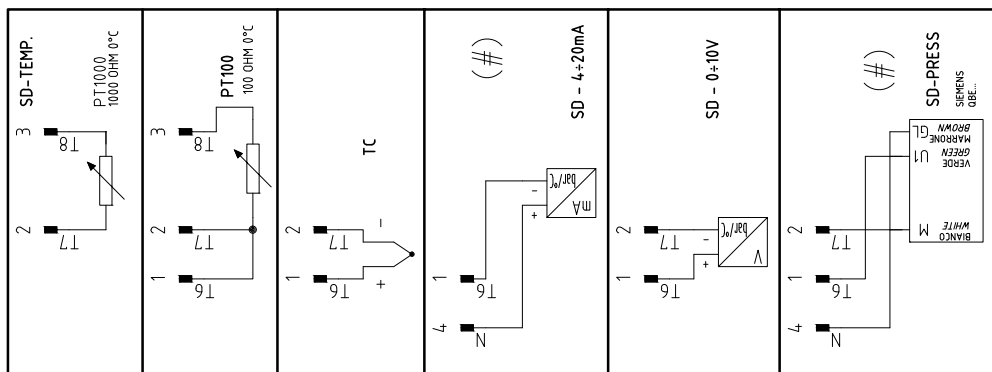 SD-TEMP.
PT1000
1000 OHM 0°C
3
T8
2
T7
PT100
100 OHM 0°C
3
T8
2
T7
1
T6
TC
2
T7
-
1
T6
+
(#)
SD - 4÷20mA
bar/°C
mA
-
+
1
T6
4
N
SD - 0÷10V
2
T7
1
T6
-
+
bar/°C
V
(#)
SD-PRESS
SIEMENS
QBE...
GL
BROWN
MARRONE
U1
GREEN
VERDE
M
WHITE
BIANCO
2
T7
1
T6
4
N